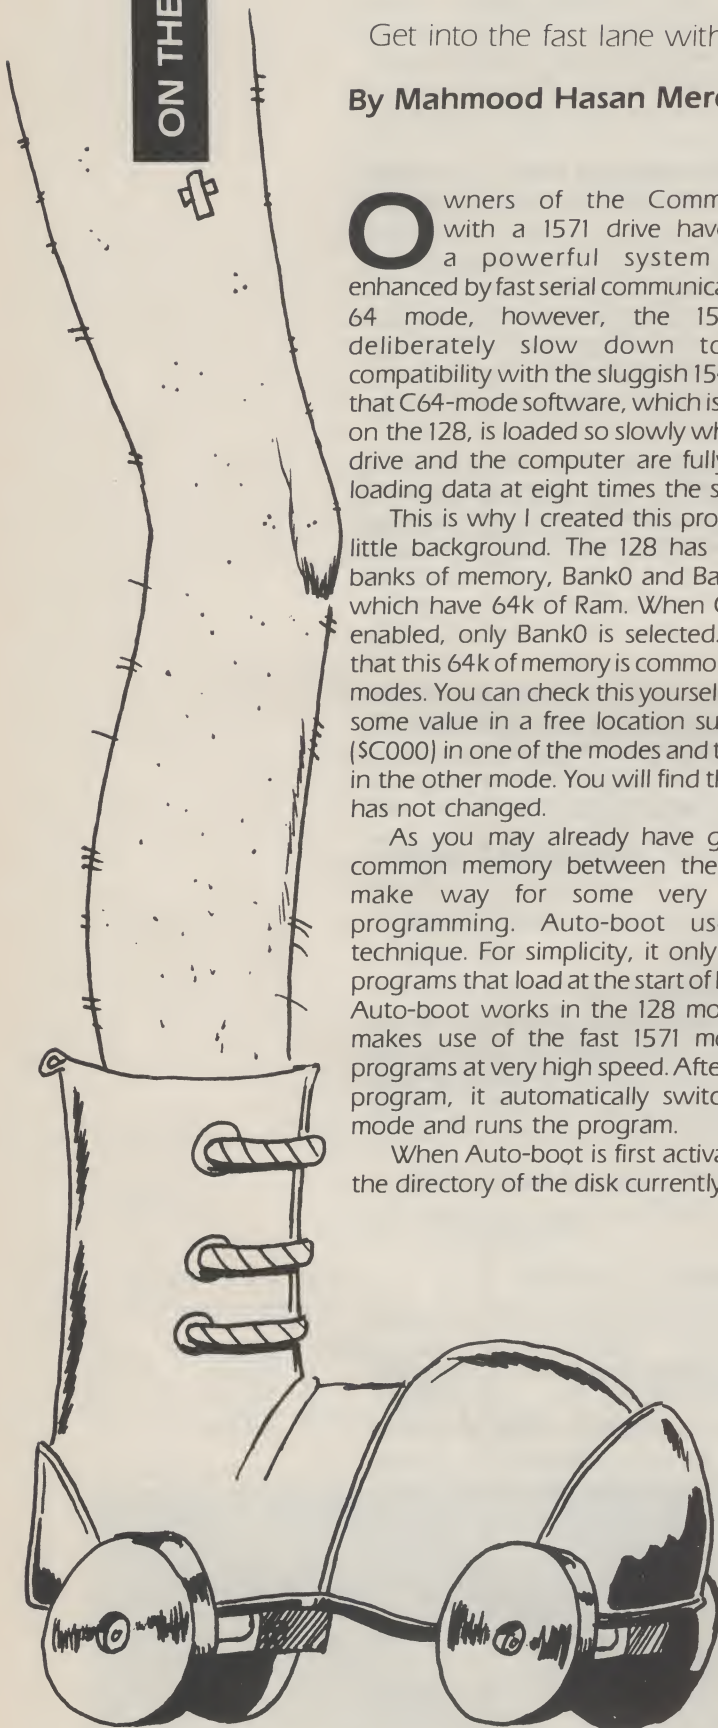 ON THE
Get into the fast lane with
By Mahmood Hasan Mer
Owners of the Comm
with a 1571 drive have
a powerful system
enhanced by fast serial communica
64 mode, however, the 15
deliberately slow down to
compatibility with the sluggish 15
that C64-mode software, which is
on the 128, is loaded so slowly wh
drive and the computer are fully
loading data at eight times the s
This is why I created this pro
little background. The 128 has
banks of memory, Bank0 and Ba
which have 64k of Ram. When
enabled, only Bank0 is selected.
that this 64k of memory is commo
modes. You can check this yoursel
some value in a free location su
($C000) in one of the modes and t
in the other mode. You will find th
has not changed.
As you may already have g
common memory between the
make way for some very
programming. Auto-boot us
technique. For simplicity, it only
programs that load at the start of
Auto-boot works in the 128 mo
makes use of the fast 1571 mo
programs at very high speed. Afte
program, it automatically switc
mode and runs the program.
When Auto-boot is first activa
the directory of the disk currently